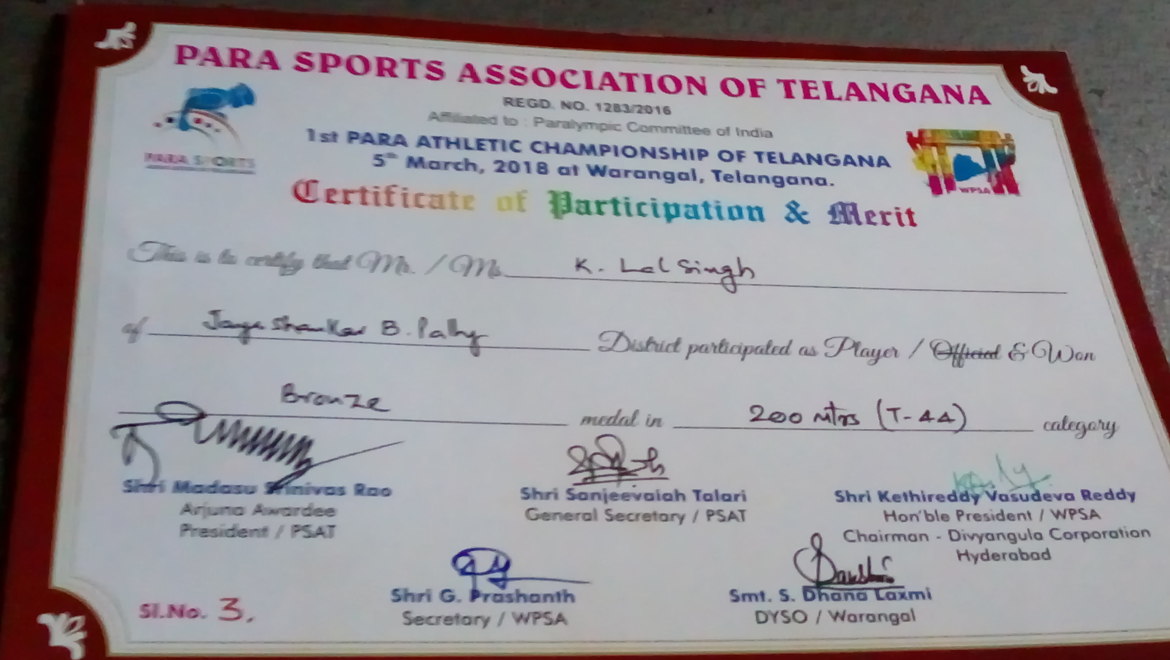 PARA SPORTS ASSOCIATION OF TELANGANA
REGD. NO. 1283/2016
Affiliated to : Paralympic Committee of India
1st PARA ATHLETIC CHAMPIONSHIP OF TELANGANA
5th March, 2018 at Warangal, Telangana.
PARA SPORTS
WPSA
Certificate of Participation & Merit
This is to certify that Mr. / Ms. K. Lal Singh
of Jaya Shankar B. Pally District participated as Player / Official & Won
Bronze medal in 200 Mtrs (T-44) category
Shri Madasu Srinivas Rao
Arjuna Awardee
President / PSAT
Shri Sanjeevaiah Talari
General Secretary / PSAT
Shri Kethireddy Vasudeva Reddy
Hon'ble President / WPSA
Chairman - Divyangula Corporation
Hyderabad
Shri G. Prashanth
Secretary / WPSA
Smt. S. Dhana Laxmi
DYSO / Warangal
Sl.No. 3.